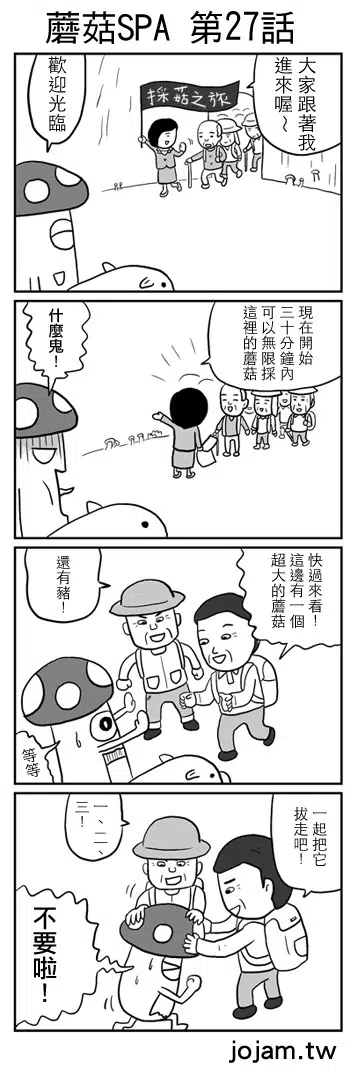 蘑菇SPA 第27話
大家跟著我
進來喔~
採菇之旅
歡迎光臨
現在開始
三十分鐘內
可以無限採
這裡的蘑菇
什麼鬼！
快過來看！
這邊有一個
超大的蘑菇
還有豬！
等等
一起把它
拔走吧！
一、二、
三！
不要啦！
jojam.tw